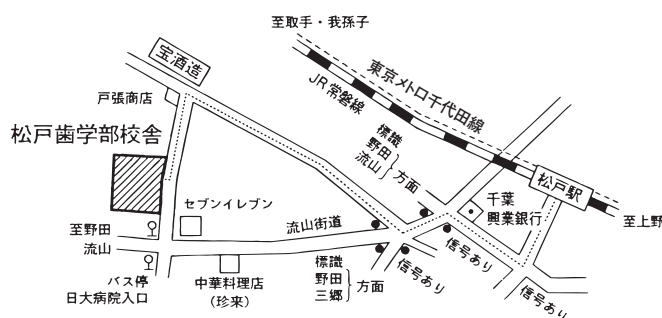 至取手・我孫子
宝酒造
東京メトロ千代田線
JR常磐線
戸張商店
松戸歯学部校舎
標識
野田
流山
方面
松戸駅
千葉
興業銀行
至上野
セブンイレブン
流山街道
至野田
流山
信号あり
信号あり
信号あり
標識
野田
三郷
方面
バス停
日大病院入口
中華料理店
(珍来)